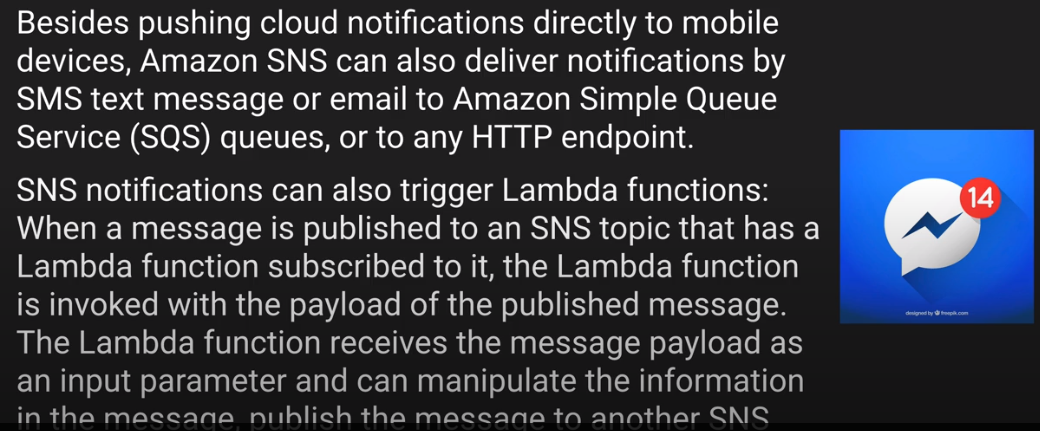 Besides pushing cloud notifications directly to mobile
devices, Amazon SNS can also deliver notifications by
SMS text message or email to Amazon Simple Queue
Service (SQS) queues, or to any HTTP endpoint.
SNS notifications can also trigger Lambda functions:
When a message is published to an SNS topic that has a
Lambda function subscribed to it, the Lambda function
is invoked with the payload of the published message.
The Lambda function receives the message payload as
an input parameter and can manipulate the information
in the message, publish the message to another SNS
14
designed by freepik.com